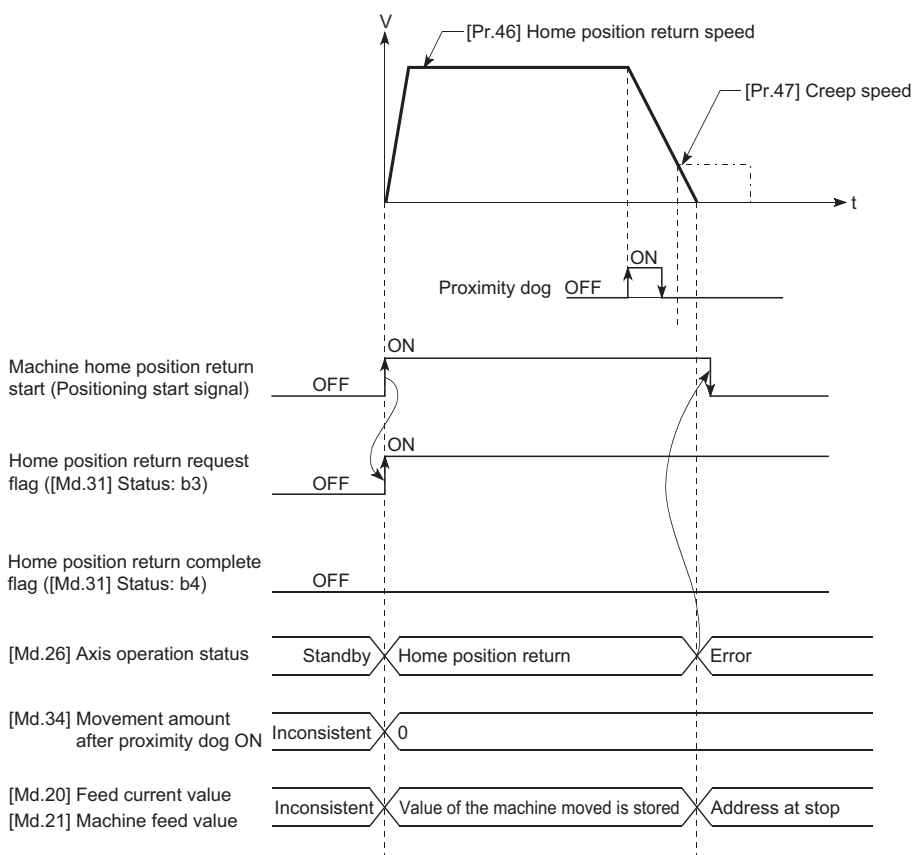 V
[Pr.46] Home position return speed
[Pr.47] Creep speed
t
ON
Proximity dog OFF
ON
Machine home position return
start (Positioning start signal)
OFF
ON
Home position return request
flag ([Md.31] Status: b3)
OFF
Home position return complete
flag ([Md.31] Status: b4)
OFF
[Md.26] Axis operation status
Standby
Home position return
Error
[Md.34] Movement amount
after proximity dog ON
Inconsistent
0
[Md.20] Feed current value
[Md.21] Machine feed value
Inconsistent
Value of the machine moved is stored
Address at stop